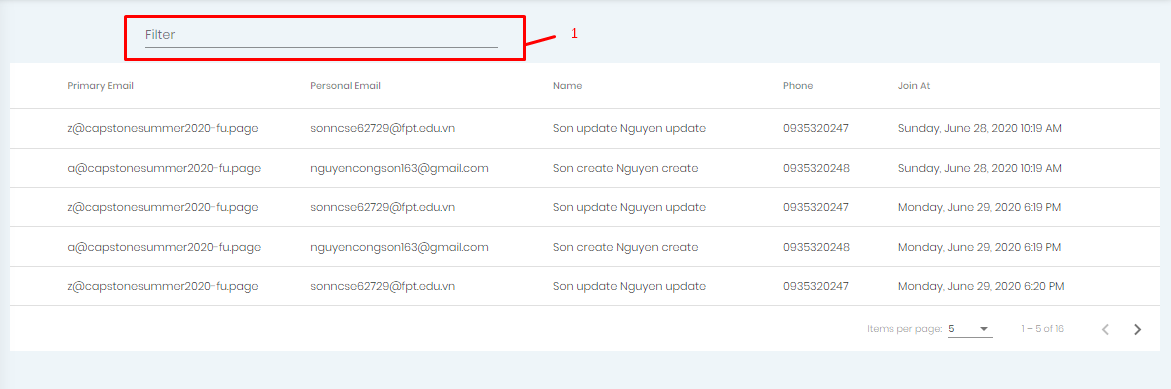 Filter
1
Primary Email Personal Email Name Phone Join At
z@capstonesummer2020-fu.page sonncse62729@fpt.edu.vn Son update Nguyen update 0935320247 Sunday, June 28, 2020 10:19 AM
a@capstonesummer2020-fu.page nguyencongson163@gmail.com Son create Nguyen create 0935320248 Sunday, June 28, 2020 10:19 AM
z@capstonesummer2020-fu.page sonncse62729@fpt.edu.vn Son update Nguyen update 0935320247 Monday, June 29, 2020 6:19 PM
a@capstonesummer2020-fu.page nguyencongson163@gmail.com Son create Nguyen create 0935320248 Monday, June 29, 2020 6:19 PM
z@capstonesummer2020-fu.page sonncse62729@fpt.edu.vn Son update Nguyen update 0935320247 Monday, June 29, 2020 6:20 PM
Items per page: 5 1 – 5 of 16